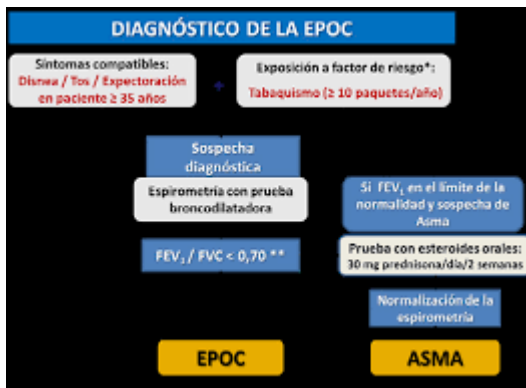 DIAGNÓSTICO DE LA EPOC
Síntomas compatibles:
Disnea / Tos / Expectoración
en paciente ≥ 35 años
+
Exposición a factor de riesgo*:
Tabaquismo (≥ 10 paquetes/año)
Sospecha
diagnóstica
Espirometría con prueba
broncodilatadora
FEV₁ / FVC < 0,70 **
EPOC
Si FEV₁ en el límite de la
normalidad y sospecha de
Asma
Prueba con esteroides orales:
30 mg prednisona/día/2 semanas
Normalización de la
espirometría
ASMA